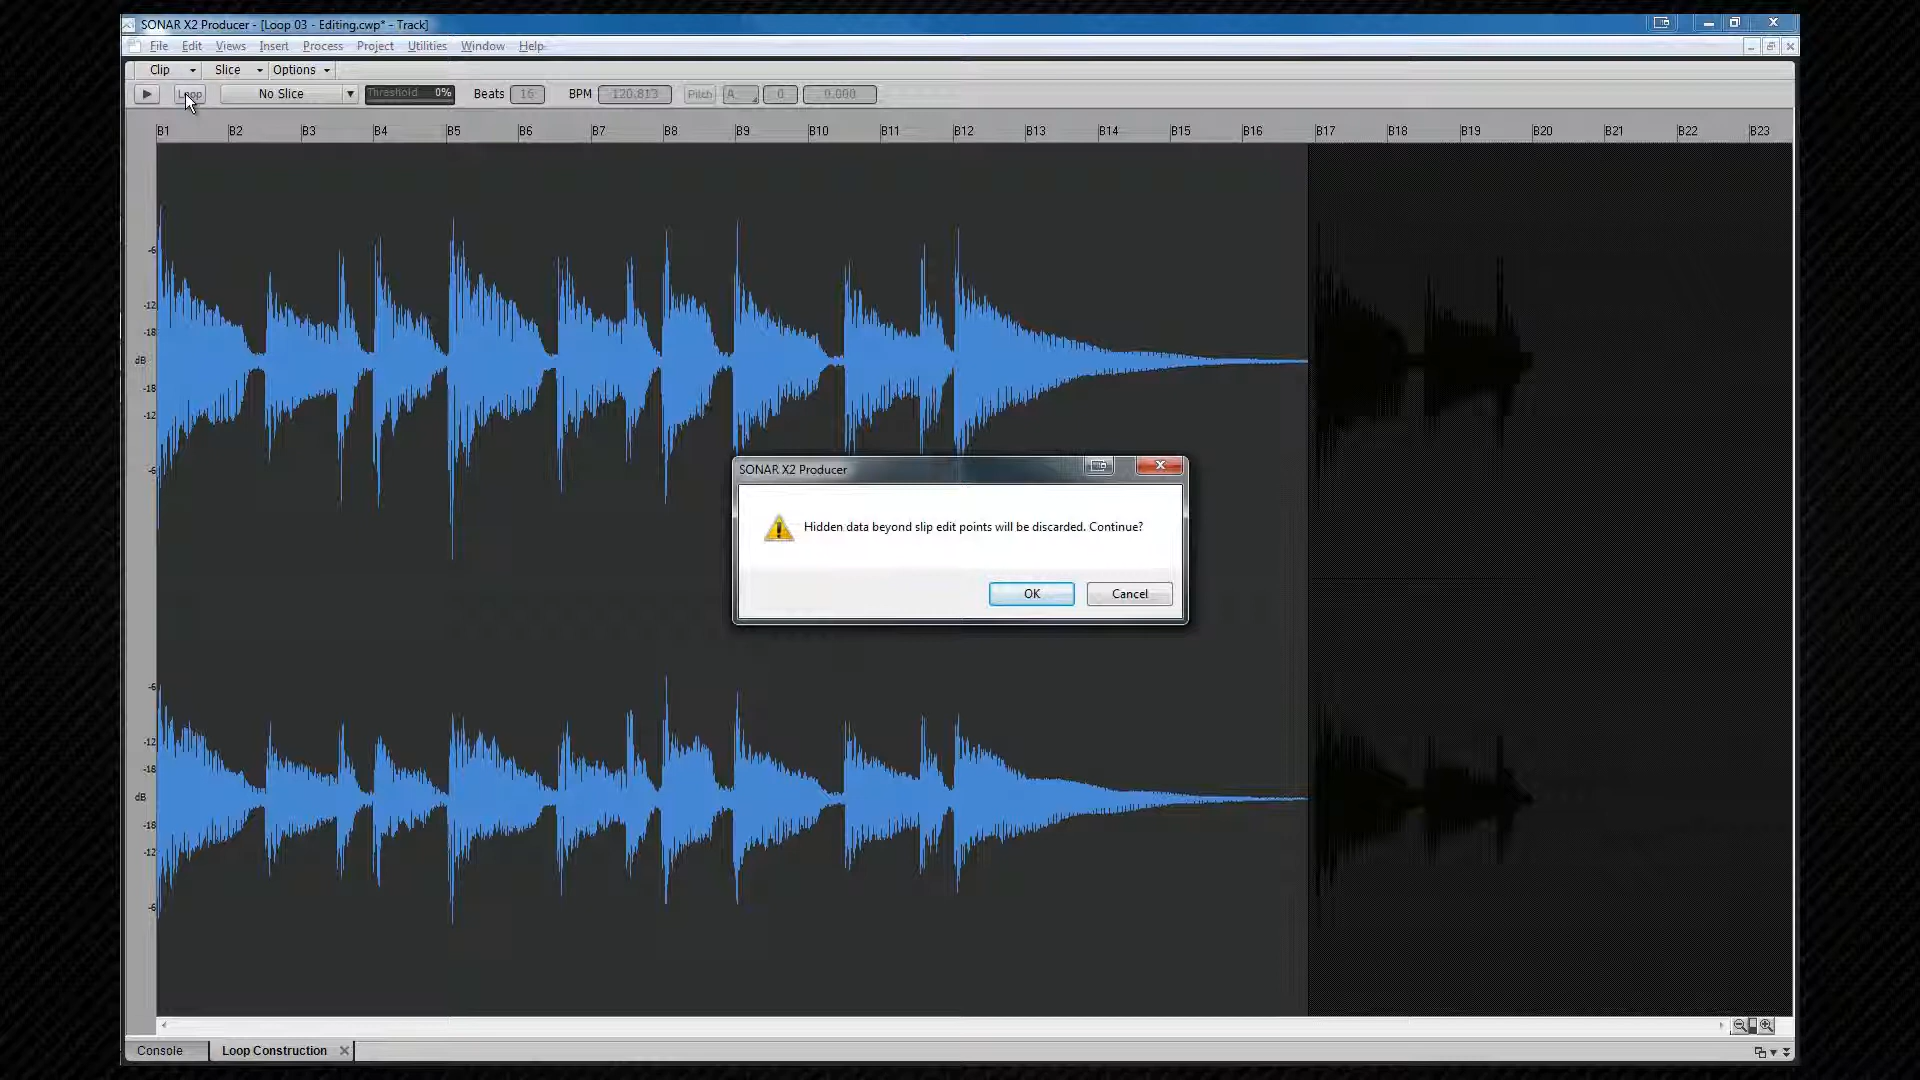 SONAR X2 Producer - [Loop 03 - Editing.cwp* - Track]
File Edit Views Insert Process Project Utilities Window Help
Clip Slice Options
Loop No Slice Threshold 0% Beats 16 BPM 120.813 Pitch A 0 0.000
B1 B2 B3 B4 B5 B6 B7 B8 B9 B10 B11 B12 B13 B14 B15 B16 B17 B18 B19 B20 B21 B22 B23
-6
-12
-18
dB
-18
-12
-6
SONAR X2 Producer
Hidden data beyond slip edit points will be discarded. Continue?
OK Cancel
-6
-12
-18
dB
-18
-12
-6
Console Loop Construction